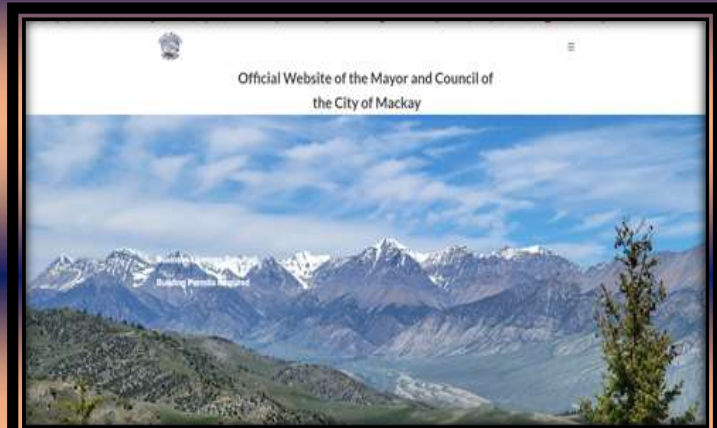 Official Website of the Mayor and Council of
the City of Mackay
Building Permits Required